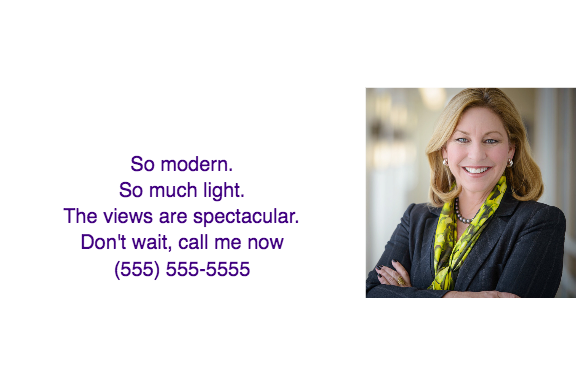 So modern.
So much light.
The views are spectacular.
Don't wait, call me now
(555) 555-5555